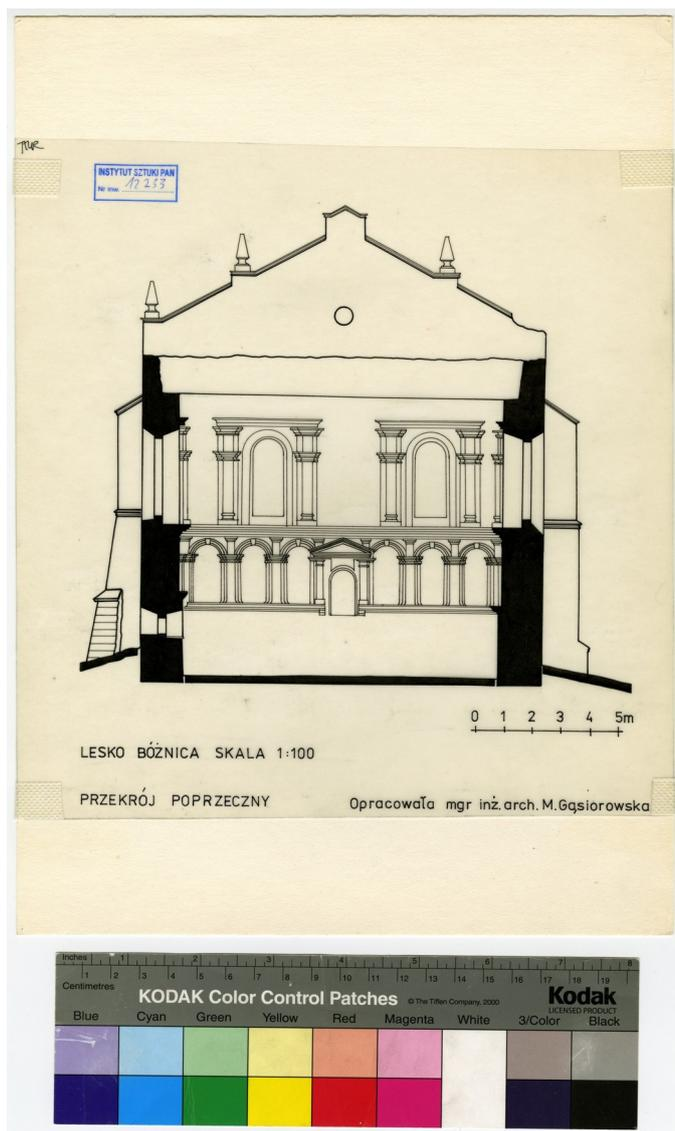 INSTYTUT SZTUKI PAN
Nr inw. 12 233
0 1 2 3 4 5m
LESKO BÓŻNICA SKALA 1:100
PRZEKRÓJ POPRZECZNY
Opracowała mgr inż. arch. M. Gąsiorowska
Inches 1 2 3 4 5 6 7 8
1 2 3 4 5 6 7 8 9 10 11 12 13 14 15 16 17 18 19
Centimetres
KODAK Color Control Patches © The Tiffen Company, 2000 Kodak
LICENSED PRODUCT
Blue Cyan Green Yellow Red Magenta White 3/Color Black